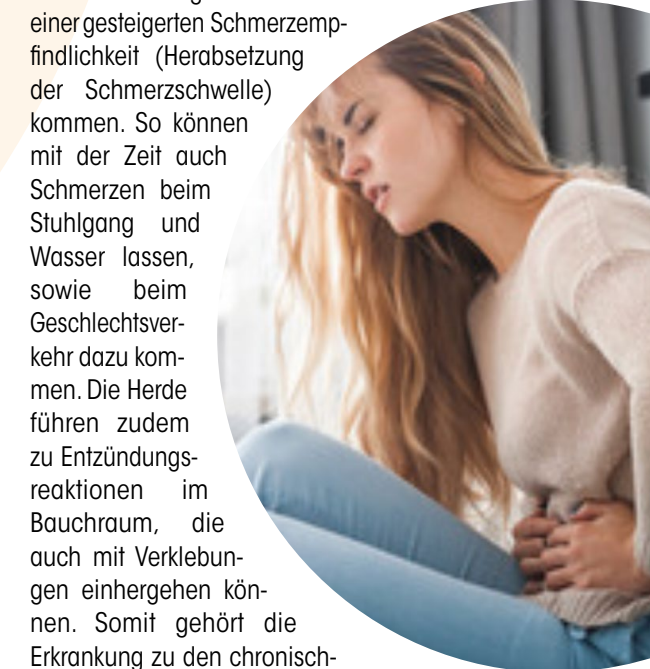 einer gesteigerten Schmerzemp-
findlichkeit (Herabsetzung
der Schmerzschwelle)
kommen. So können
mit der Zeit auch
Schmerzen beim
Stuhlgang und
Wasser lassen,
sowie beim
Geschlechtsver-
kehr dazu kom-
men. Die Herde
führen zudem
zu Entzündungs-
reaktionen im
Bauchraum, die
auch mit Verklebun-
gen einhergehen kön-
nen. Somit gehört die
Erkrankung zu den chronisch-